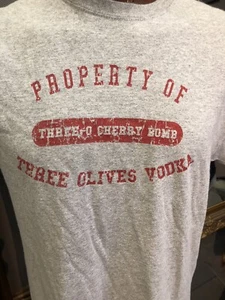 PROPERTY OF
THREE-O CHERRY BOMB
THREE OLIVES VODKA